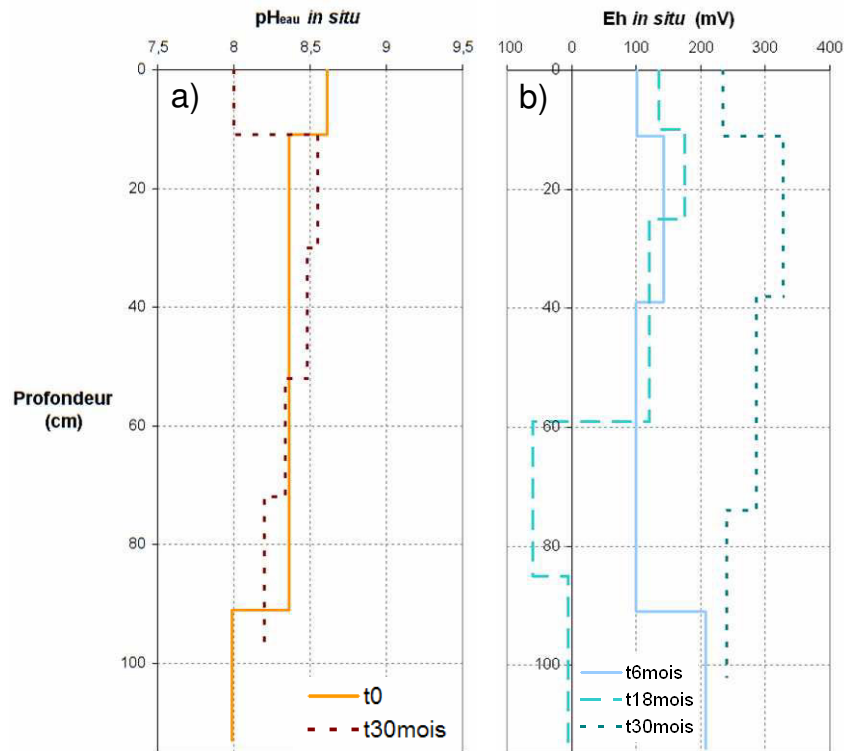 pHeau in situ
7,5 8 8,5 9 9,5
0
20
40
60
80
100
a)
Profondeur
(cm)
t0
t30mois
Eh in situ (mV)
100 0 100 200 300 400
0
20
40
60
80
100
b)
t6mois
t18mois
t30mois